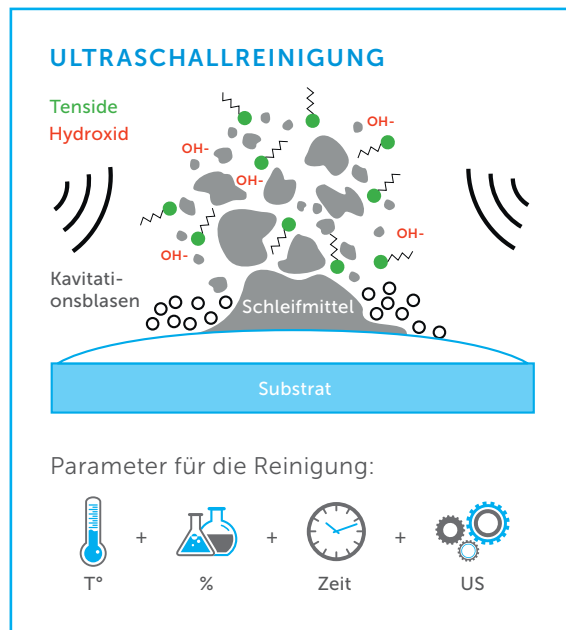 ULTRASCHALLREINIGUNG
Tenside
Hydroxid
OH-
OH-
OH-
OH-
OH-
Kavitati-
onsblasen
Schleifmittel
Substrat
Parameter für die Reinigung:
+
+
+
T°
%
Zeit
US